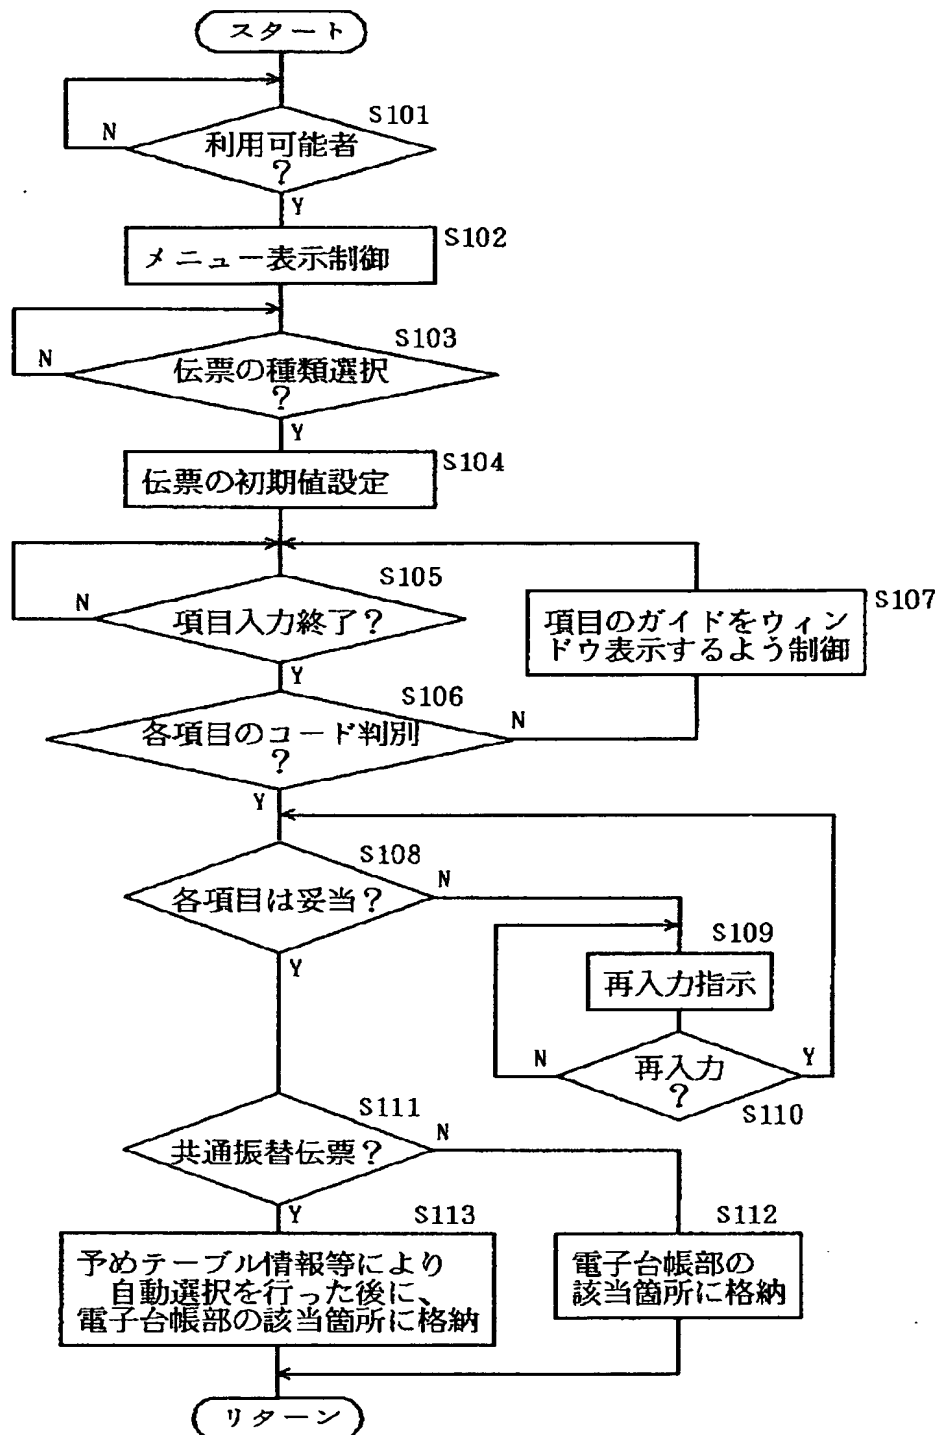 スタート
S101
N
利用可能者
?
Y
S102
メニュー表示制御
S103
N
伝票の種類選択
?
Y
S104
伝票の初期値設定
S105
N
項目入力終了?
Y
S107
項目のガイドをウィン
ドウ表示するよう制御
S106
各項目のコード判別
?
N
Y
S108
各項目は妥当?
N
Y
S109
再入力指示
N
再入力
?
Y
S110
S111
共通振替伝票?
N
Y
S113
予めテーブル情報等により
自動選択を行った後に、
電子台帳部の該当箇所に格納
S112
電子台帳部の
該当箇所に格納
リターン